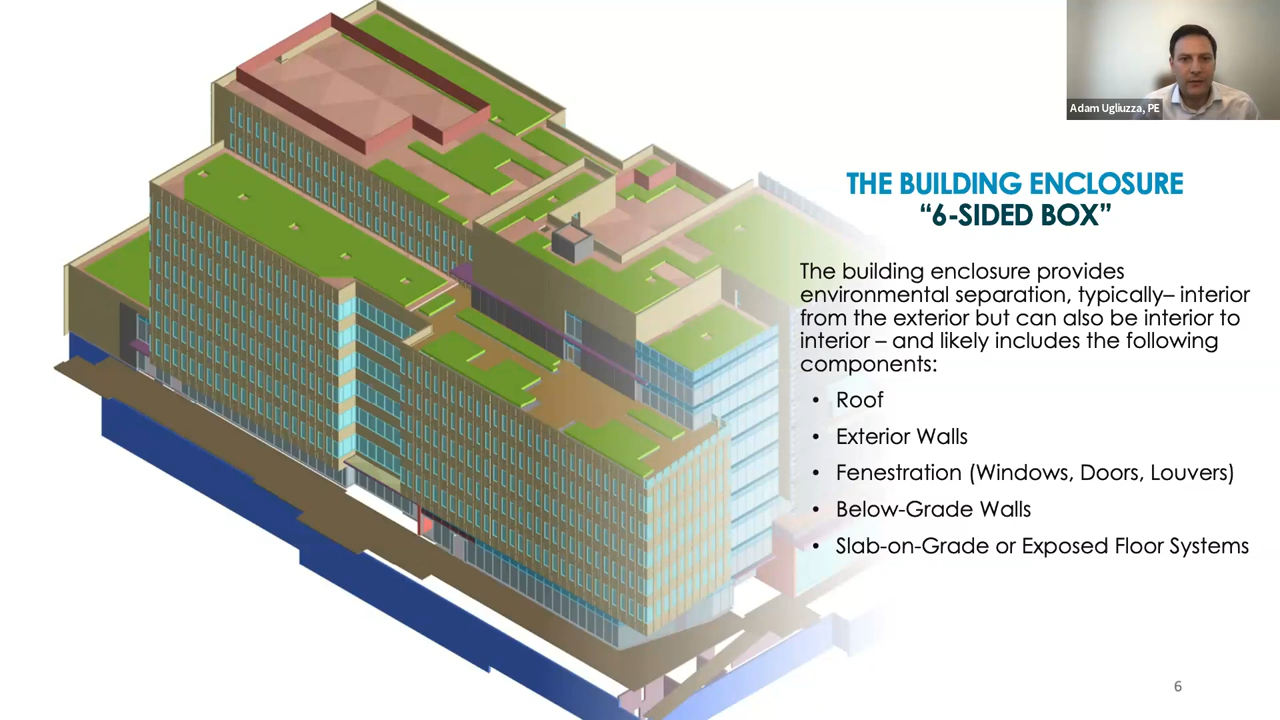 Adam Ugliuzza, PE
THE BUILDING ENCLOSURE
“6-SIDED BOX”
The building enclosure provides
environmental separation, typically– interior
from the exterior but can also be interior to
interior – and likely includes the following
components:
• Roof
• Exterior Walls
• Fenestration (Windows, Doors, Louvers)
• Below-Grade Walls
• Slab-on-Grade or Exposed Floor Systems
6